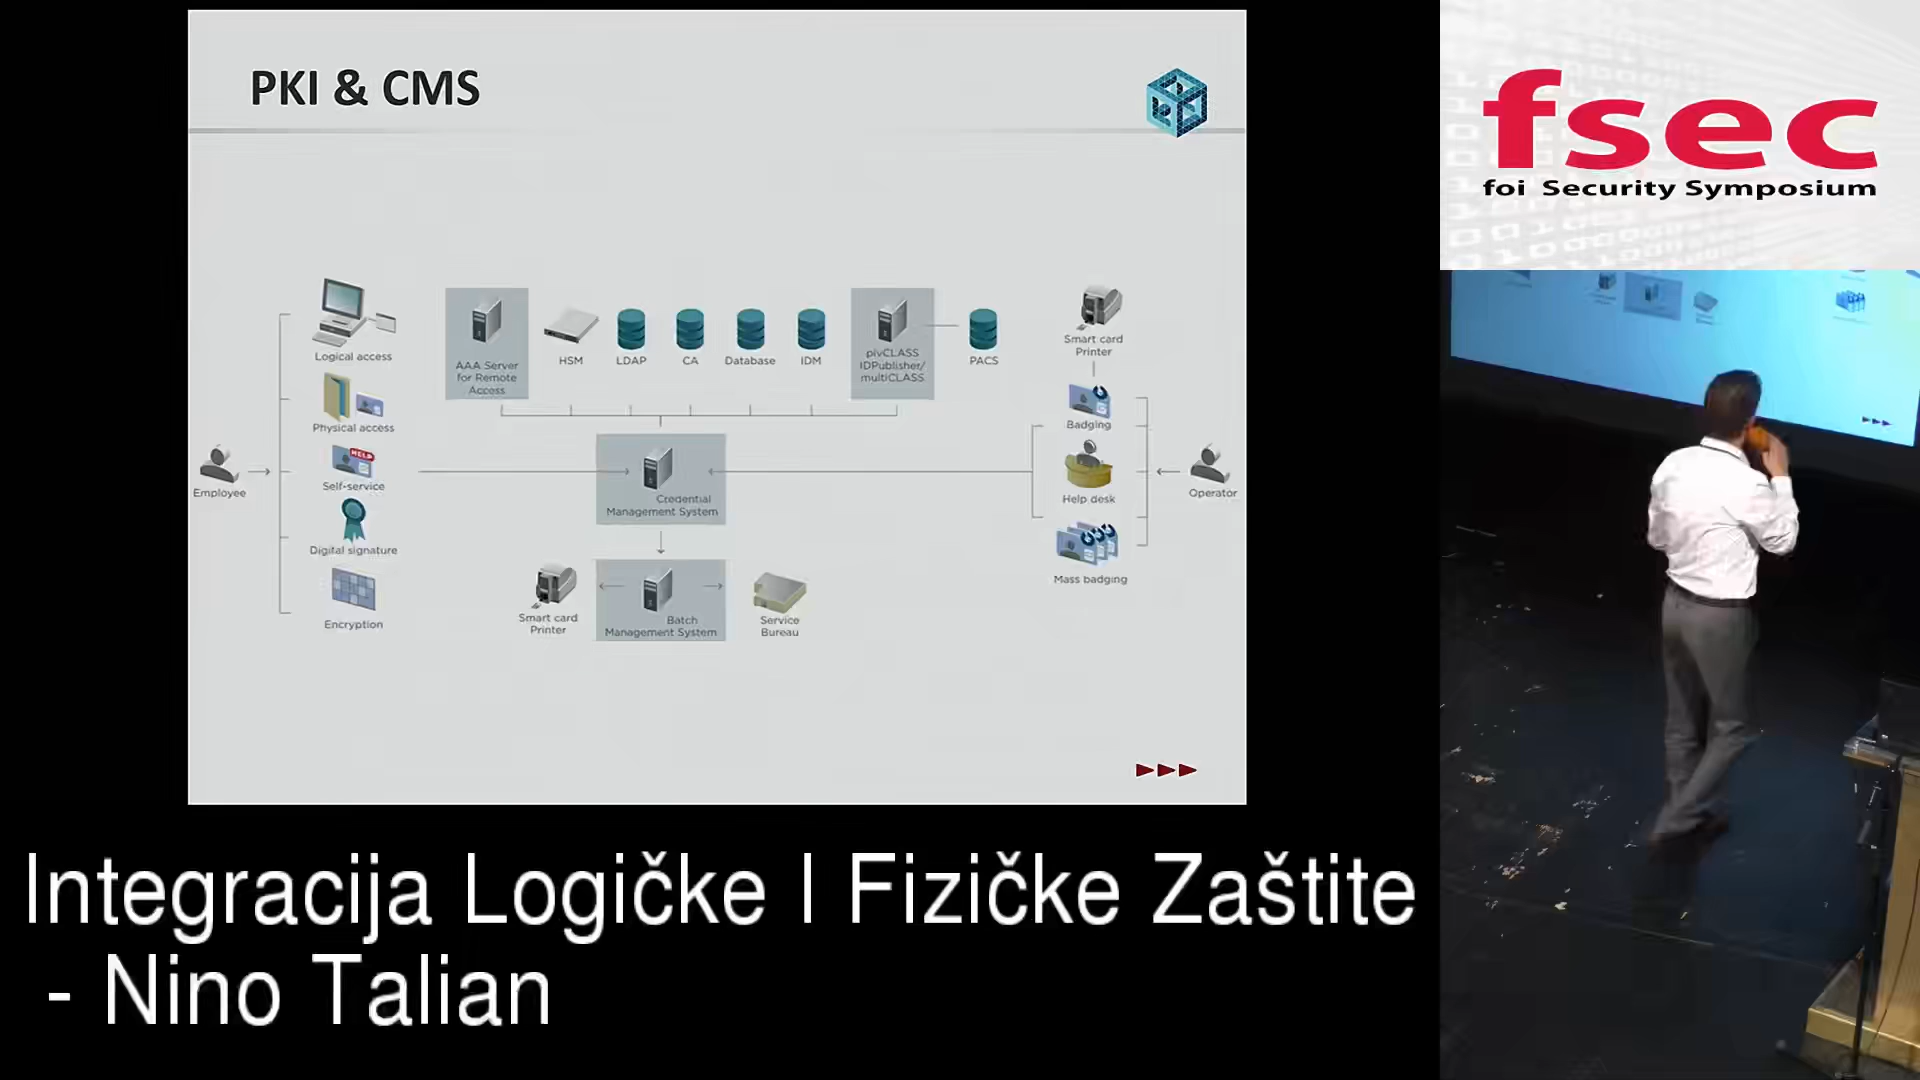 PKI & CMS
fsec
foi Security Symposium
Logical access
Physical access
HELP
Self-service
Digital signature
Encryption
Employee
AAA Server
for Remote
Access
HSM
LDAP
CA
Database
IDM
pivCLASS
IDPublisher/
multiCLASS
PACS
Smart card
Printer
Badging
Help desk
Mass badging
Operator
Credential
Management System
Smart card
Printer
Batch
Management System
Service
Bureau
Integracija Logičke I Fizičke Zaštite
- Nino Talian